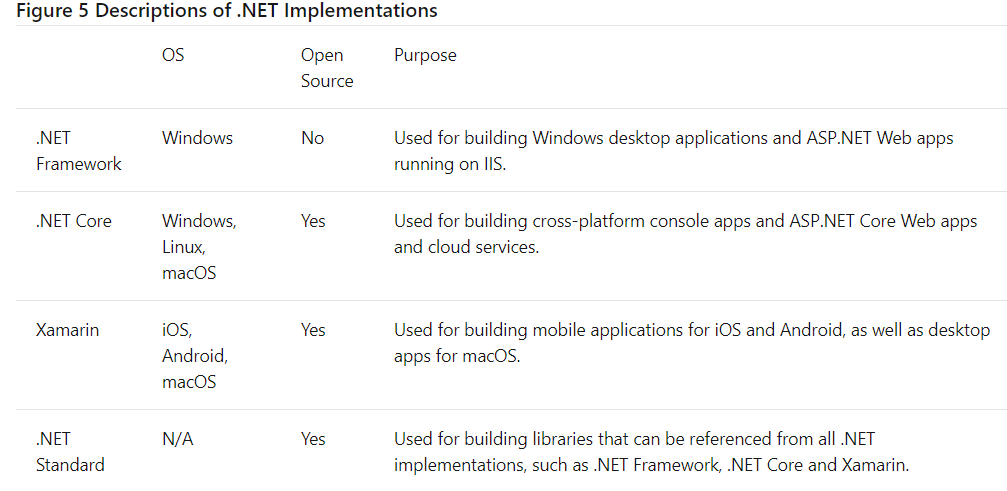 Figure 5 Descriptions of .NET Implementations
OS
Open
Source
Purpose
.NET
Framework
Windows
No
Used for building Windows desktop applications and ASP.NET Web apps
running on IIS.
.NET Core
Windows,
Linux,
macOS
Yes
Used for building cross-platform console apps and ASP.NET Core Web apps
and cloud services.
Xamarin
iOS,
Android,
macOS
Yes
Used for building mobile applications for iOS and Android, as well as desktop
apps for macOS.
.NET
Standard
N/A
Yes
Used for building libraries that can be referenced from all .NET
implementations, such as .NET Framework, .NET Core and Xamarin.